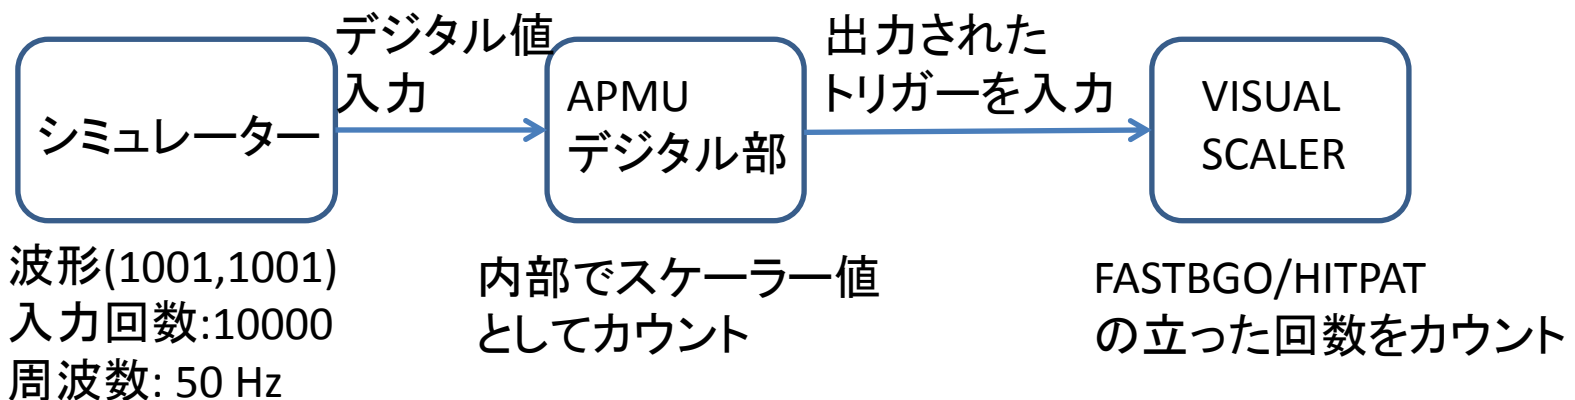 シミュレーター
デジタル値
入力
APMU
デジタル部
出力された
トリガーを入力
VISUAL
SCALER
波形(1001,1001)
入力回数:10000
周波数: 50 Hz
内部でスケーラー値
としてカウント
FASTBGO/HITPAT
の立った回数をカウント